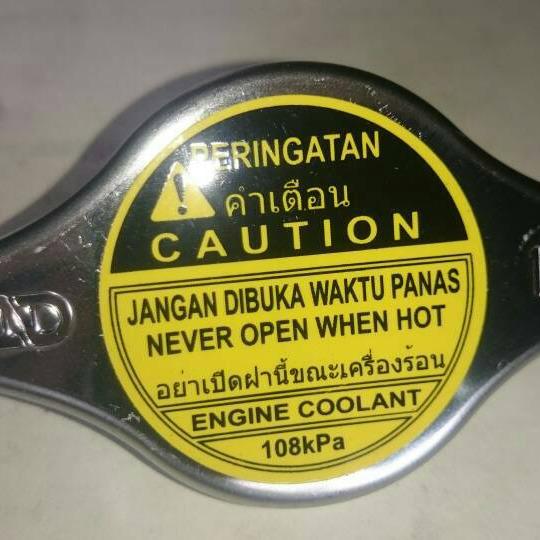 PERINGATAN
คำเตือน
CAUTION
JANGAN DIBUKA WAKTU PANAS
NEVER OPEN WHEN HOT
อย่าเปิดฝานี้ขณะเครื่องร้อน
ENGINE COOLANT
108kPa